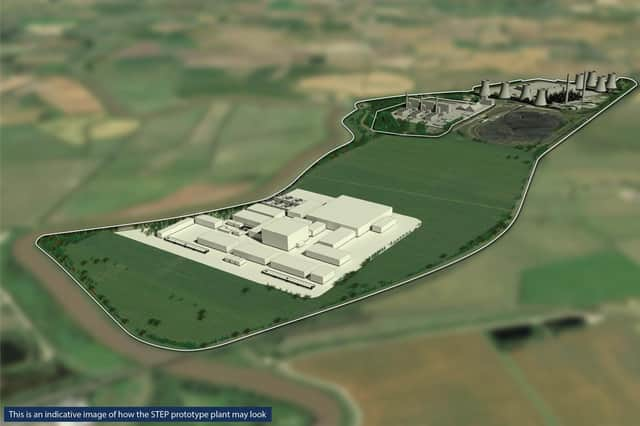 This is an indicative image of how the STEP prototype plant may look